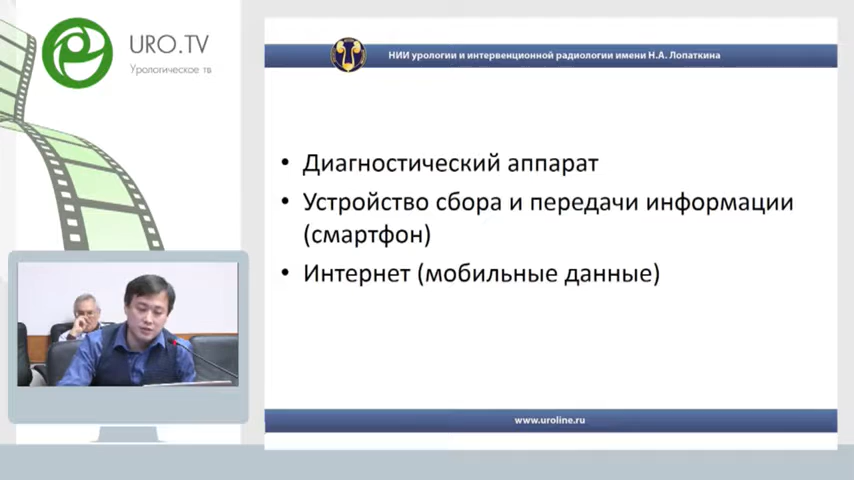 URO.TV
Урологическое тв
НИИ урологии и интервенционной радиологии имени Н.А. Лопаткина
• Диагностический аппарат
• Устройство сбора и передачи информации
(смартфон)
• Интернет (мобильные данные)
www.uroline.ru